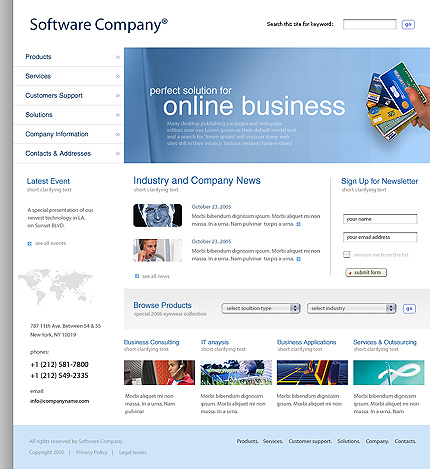 Software Company®
Search this site for keyword:
go
Products »
Services »
Customers Support »
Solutions »
Company Information »
Contacts & Addresses »
perfect solution for
online business
Many desktop publishing packages and web page
editors now use Lorem Ipsum as their default model text,
and a search for 'lorem ipsum' will uncover many web
sites still in their infancy. Various versions have evolved
Latest Event
short clarifying text
A special presentation of our
newest technology in LA.
on Sunset BLVD.
see all events
Industry and Company News
short clarifying text
October 23, 2005
Morbi bibendum dignissim ipsum. Morbi aliquet mi non
massa. In a urna. Nam pulvinar turpis a urna.
October 23, 2005
Morbi bibendum dignissim ipsum. Morbi aliquet mi non
massa. In a urna. Nam pulvinar turpis a urna.
see all news
Sign Up for Newsletter
short clarifying text
your name
your email address
remove me from the list
submit form
787 11th Ave. Between 54 & 55
New York, NY 10019
phones:
+1 (212) 581-7800
+1 (212) 549-2335
email:
info@companyname.com
Browse Products
special 2006 eyewear collection
select soultion type
select industry
go
Business Consulting
short clarifying text
Morbi bibendum
dignissim ipsum. Morbi
aliquet mi non massa.
In a urna. Nam
pulvinar
IT anaysis
short clarifying text
Morbi bibendum
dignissim ipsum. Morbi
aliquet mi non
massa. In a urna.
Business Applications
short clarifying text
Morbi bibendum
dignissim ipsum. Morbi
aliquet mi non
massa. In a urna.
Services & Outsourcing
short clarifying text
Morbi bibendum
dignissim ipsum. Morbi
aliquet mi non massa.
In a urna. Nam
All rights reserved by Software Company
Copyright 2005 | Privacy Policy | Legal Issues
Products. Services. Customer support. Solutions. Company. Contacts.